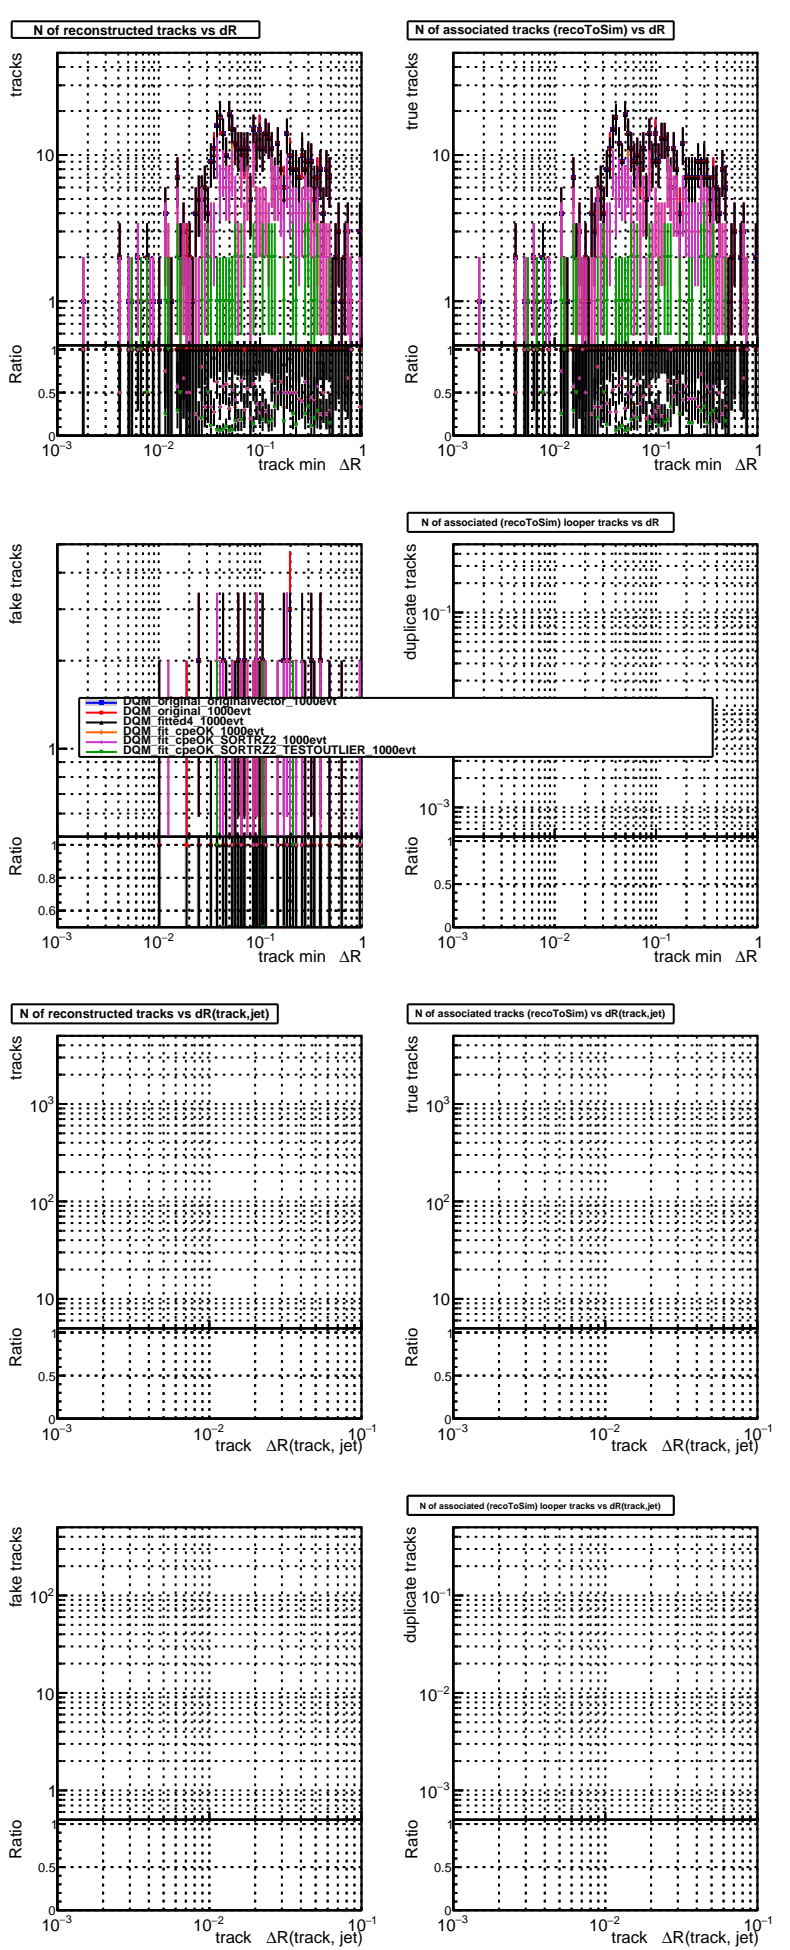 N of reconstructed tracks vs dR
tracks
10
1
Ratio
1
0.5
0
10−3 10−2 10−1 1
track min ΔR
N of associated tracks (recoToSim) vs dR
true tracks
10
1
Ratio
1
0.5
0
10−3 10−2 10−1 1
track min ΔR
fake tracks
1
Ratio
1
0.8
0.6
10−3 10−2 10−1 1
track min ΔR
N of associated (recoToSim) looper tracks vs dR
duplicate tracks
10−1
10−3
Ratio
1
0.5
0
10−3 10−2 10−1 1
track min ΔR
DQM_original_originalvector_1000evt
DQM_original_1000evt
DQM_fitted4_1000evt
DQM_fit_cpeOK_1000evt
DQM_fit_cpeOK_SORTRZ2_1000evt
DQM_fit_cpeOK_SORTRZ2_TESTOUTLIER_1000evt
N of reconstructed tracks vs dR(track,jet)
tracks
103
102
10
Ratio
1
0.5
0
10−3 10−2 10−1
track ΔR(track, jet)
N of associated tracks (recoToSim) vs dR(track,jet)
true tracks
103
102
10
Ratio
1
0.5
0
10−3 10−2 10−1
track ΔR(track, jet)
fake tracks
102
10
1
Ratio
1
0.5
0
10−3 10−2 10−1
track ΔR(track, jet)
N of associated (recoToSim) looper tracks vs dR(track,jet)
duplicate tracks
10−1
10−2
10−3
Ratio
1
0.5
0
10−3 10−2 10−1
track ΔR(track, jet)